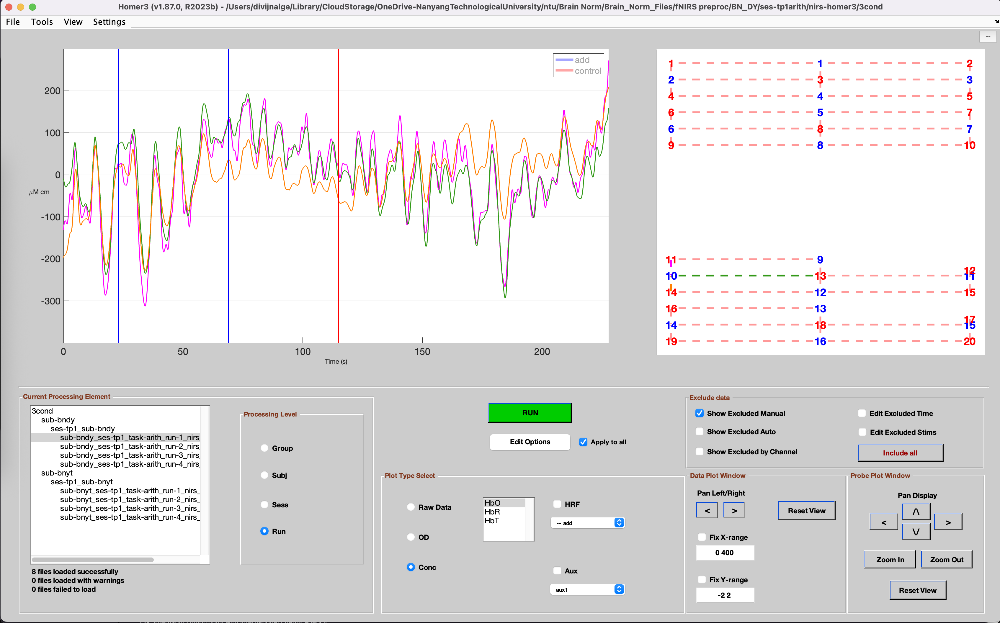 Homer3 (v1.87.0, R2023b) - /Users/divijnalge/Library/CloudStorage/OneDrive-NanyangTechnologicalUniversity/ntu/Brain Norm/Brain_Norm_Files/fNIRS preproc/BN_DY/ses-tp1arith/nirs-homer3/3cond
File Tools View Settings
--
add
control
200
100
0
-100
-200
-300
μM cm
0 50 100 150 200
Time (s)
1 1 2
2 3 3
4 4 5
6 5 7
6 8 7
9 8 10
11 9
12
10 13 11
14 12 15
16 13
17
14 18 15
19 16 20
Current Processing Element
3cond
sub-bndy
ses-tp1_sub-bndy
sub-bndy_ses-tp1_task-arith_run-1_nirs_
sub-bndy_ses-tp1_task-arith_run-2_nirs_
sub-bndy_ses-tp1_task-arith_run-3_nirs_
sub-bndy_ses-tp1_task-arith_run-4_nirs_
sub-bnyt
ses-tp1_sub-bnyt
sub-bnyt_ses-tp1_task-arith_run-1_nirs_
sub-bnyt_ses-tp1_task-arith_run-2_nirs_
sub-bnyt_ses-tp1_task-arith_run-3_nirs_
sub-bnyt_ses-tp1_task-arith_run-4_nirs_
8 files loaded successfully
0 files loaded with warnings
0 files failed to load
Processing Level
Group
Subj
Sess
Run
RUN
Edit Options
Apply to all
Plot Type Select
Raw Data
OD
Conc
HbO
HbR
HbT
HRF
-- add
Aux
aux1
Exclude data
Show Excluded Manual
Show Excluded Auto
Show Excluded by Channel
Edit Excluded Time
Edit Excluded Stims
Include all
Data Plot Window
Pan Left/Right
< >
Reset View
Fix X-range
0 400
Fix Y-range
-2 2
Probe Plot Window
Pan Display
/\
< >
\/
Zoom In Zoom Out
Reset View